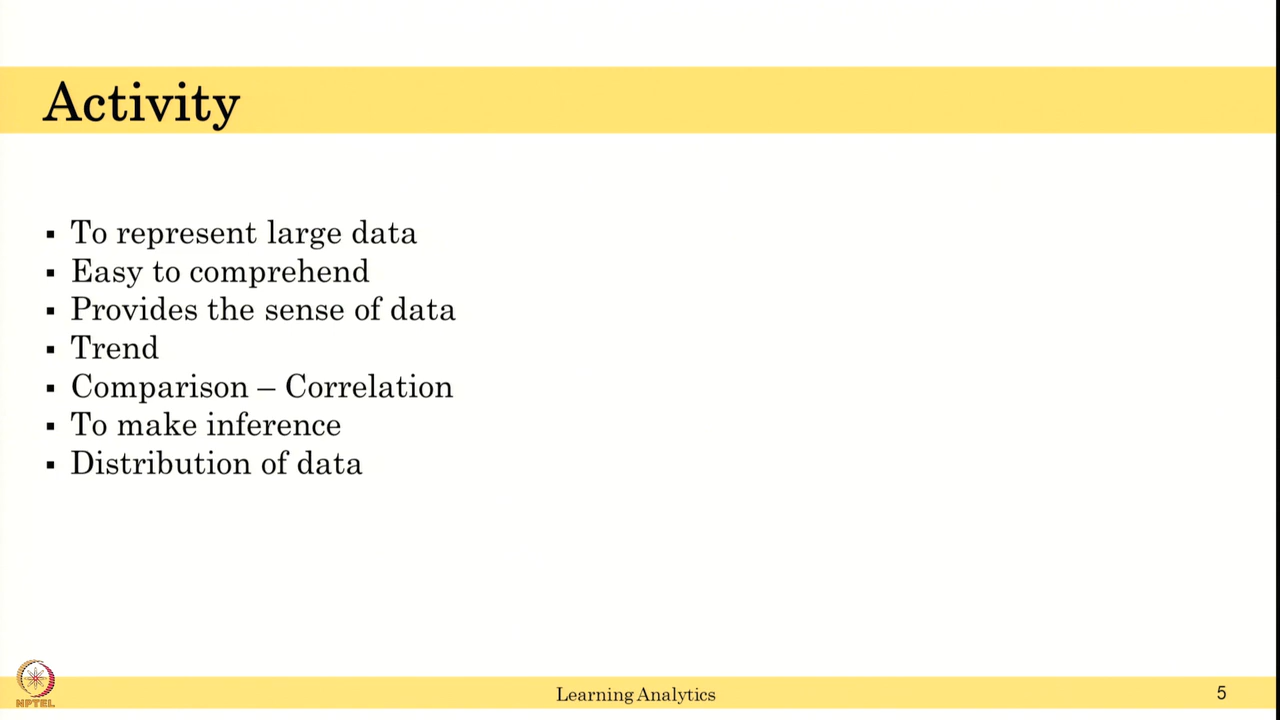 Activity
▪ To represent large data
▪ Easy to comprehend
▪ Provides the sense of data
▪ Trend
▪ Comparison – Correlation
▪ To make inference
▪ Distribution of data
NPTEL
Learning Analytics
5